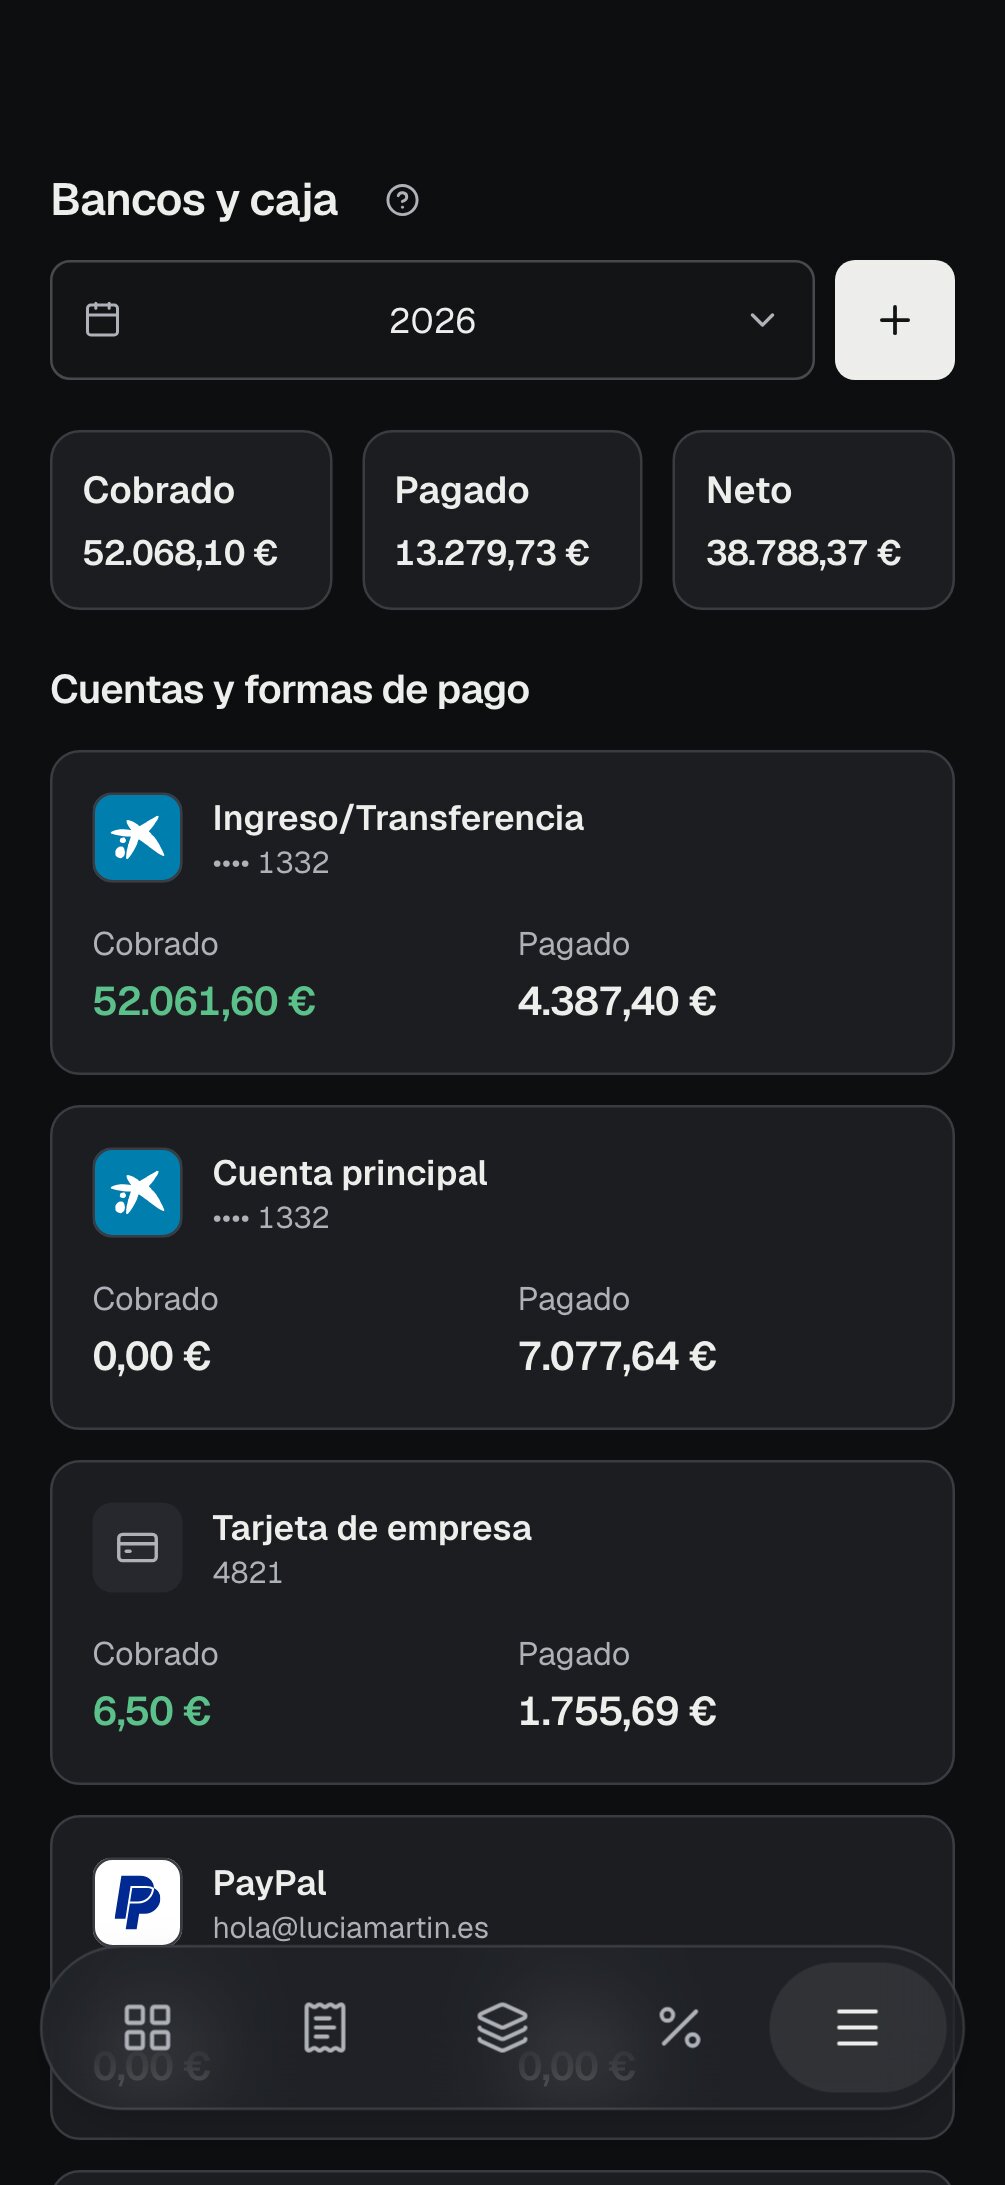 Bancos y caja
2026
Cobrado
52.068,10 €
Pagado
13.279,73 €
Neto
38.788,37 €
Cuentas y formas de pago
Ingreso/Transferencia
•••• 1332
Cobrado
52.061,60 €
Pagado
4.387,40 €
Cuenta principal
•••• 1332
Cobrado
0,00 €
Pagado
7.077,64 €
Tarjeta de empresa
4821
Cobrado
6,50 €
Pagado
1.755,69 €
PayPal
hola@luciamartin.es
0,00 €
0,00 €